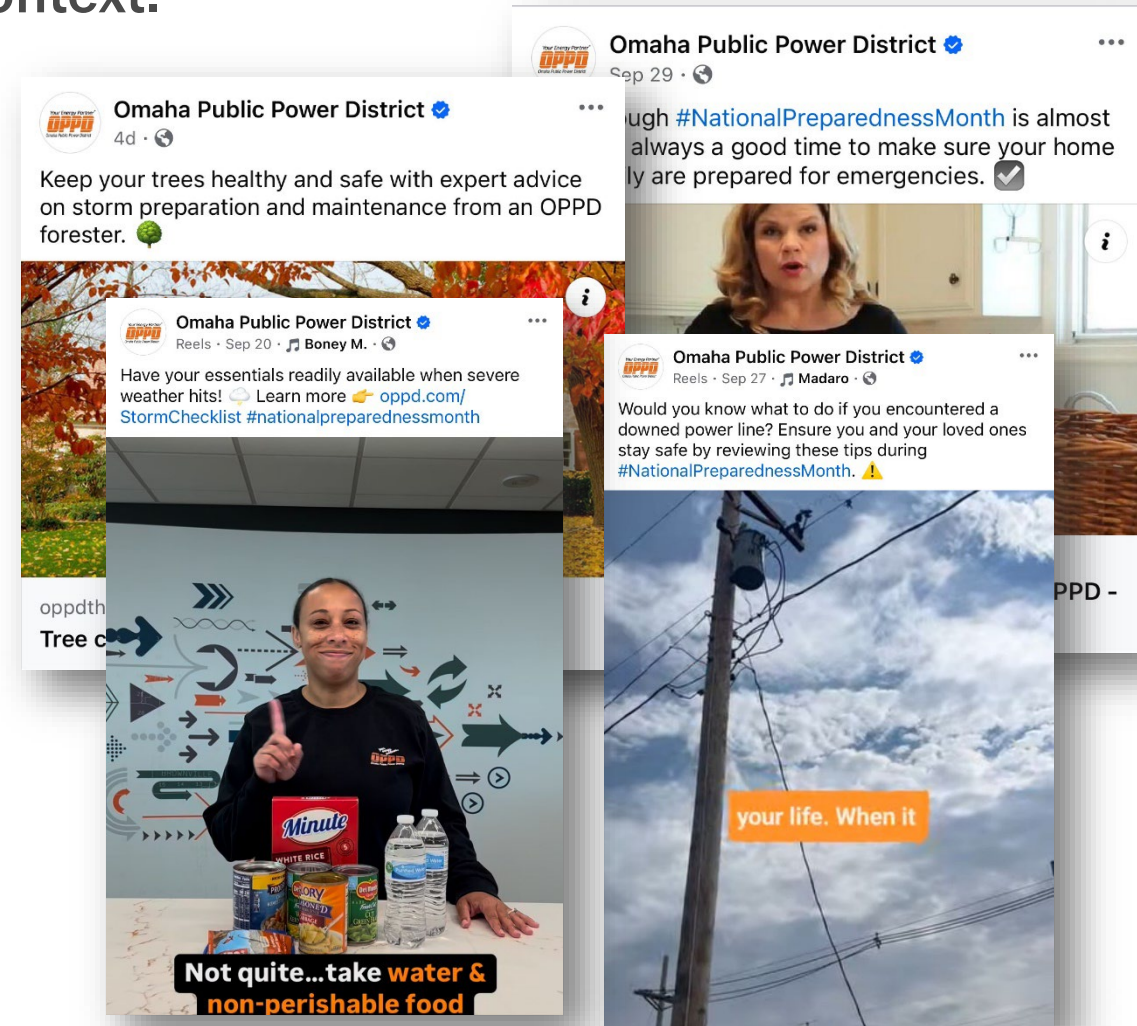 ontext.
Omaha Public Power District
Sep 29
ugh #NationalPreparednessMonth is almost
always a good time to make sure your home
ly are prepared for emergencies.
PPD -
Omaha Public Power District
4d
Keep your trees healthy and safe with expert advice
on storm preparation and maintenance from an OPPD
forester.
oppdth
Tree c
Omaha Public Power District
Reels · Sep 20 · Boney M. ·
Have your essentials readily available when severe
weather hits! Learn more oppd.com/
StormChecklist #nationalpreparednessmonth
OPPD
Minute
WHITE RICE
Not quite...take water &
non-perishable food
Omaha Public Power District
Reels · Sep 27 · Madaro ·
Would you know what to do if you encountered a
downed power line? Ensure you and your loved ones
stay safe by reviewing these tips during
#NationalPreparednessMonth.
your life. When it